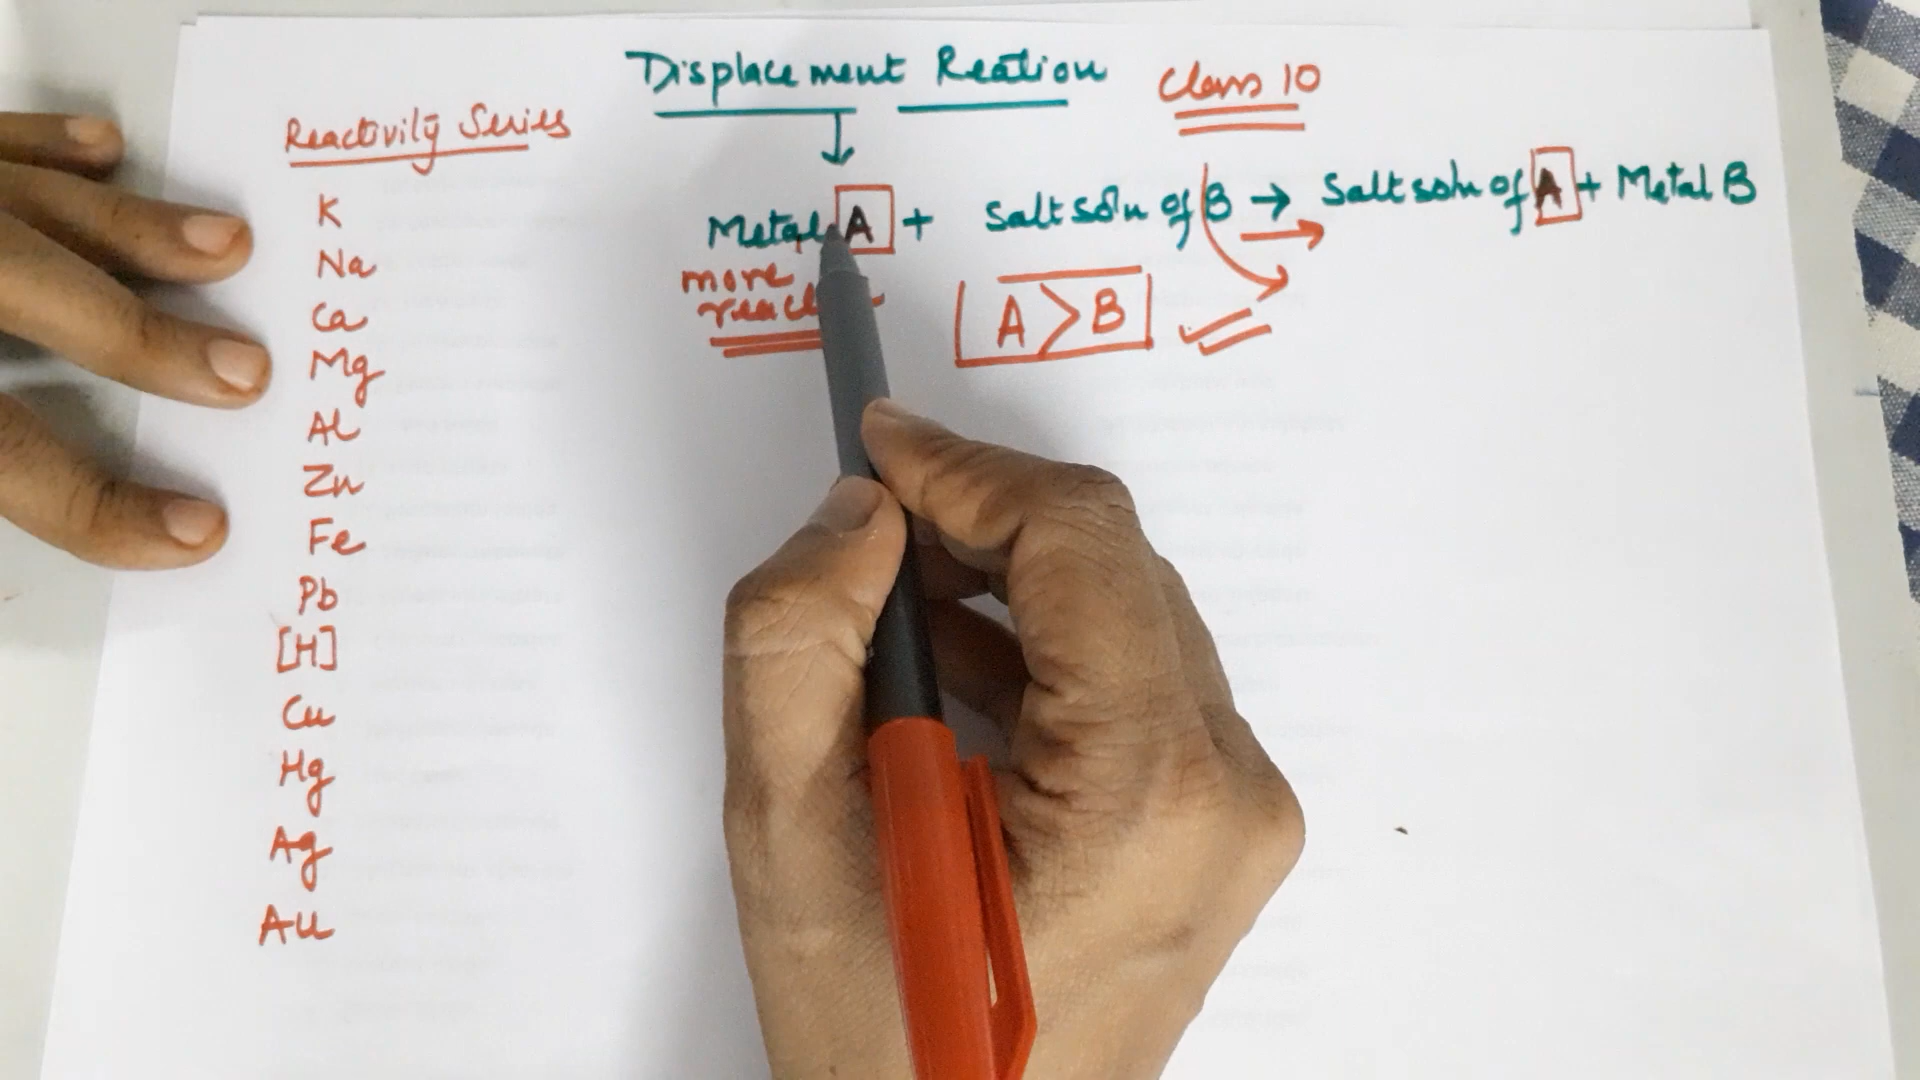 Displacement Reation Class 10
Reactivity Series
K
Na
Ca
Mg
Al
Zn
Fe
Pb
[H]
Cu
Hg
Ag
Au
Metal A + Salt soln of B → Salt soln of A + Metal B
more
A > B